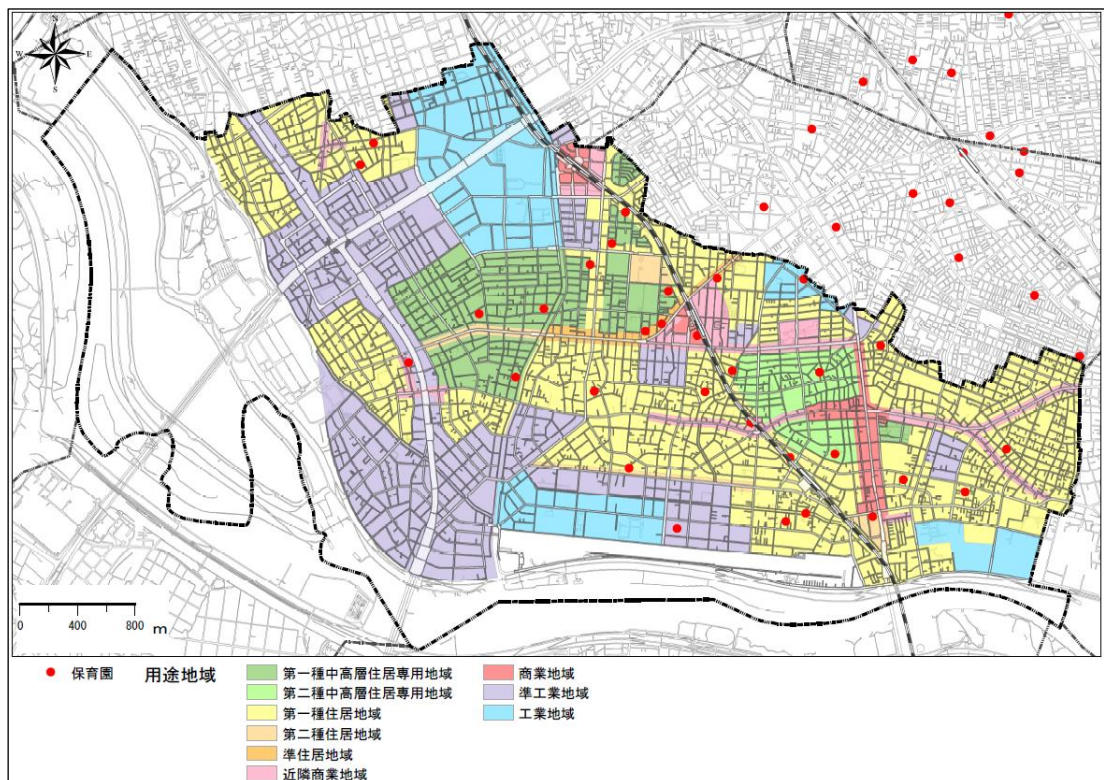 N
W
E
S
0 400 800 m
保育園
用途地域
第一種中高層住居専用地域
第二種中高層住居専用地域
第一種住居地域
第二種住居地域
準住居地域
近隣商業地域
商業地域
準工業地域
工業地域